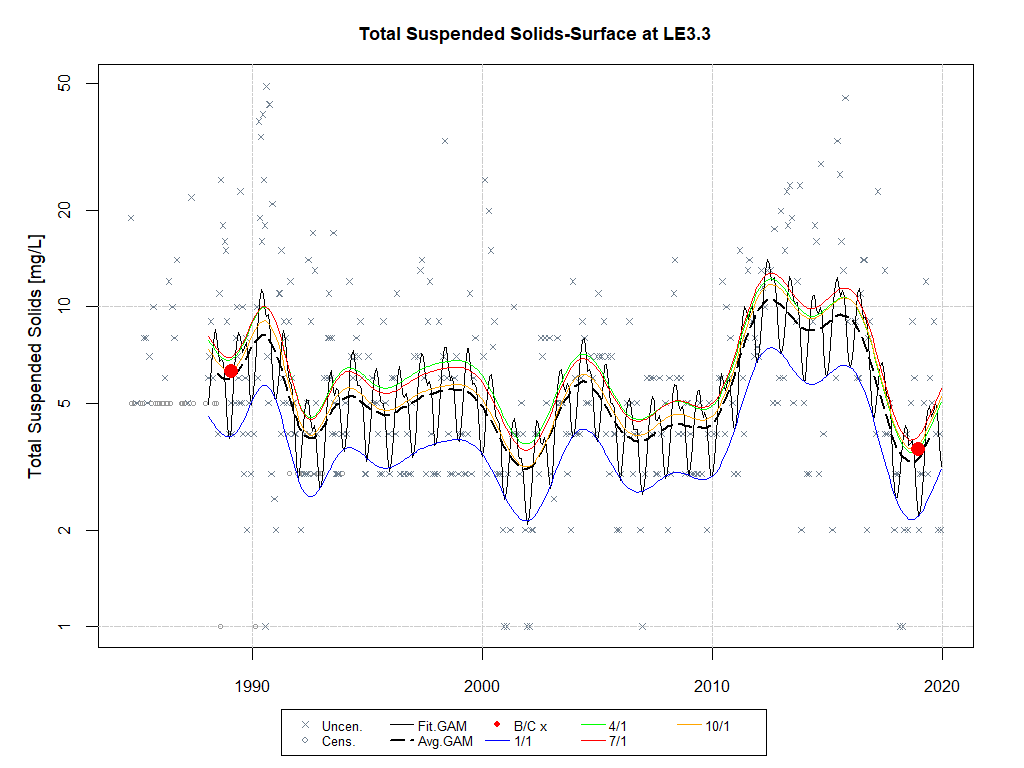 Total Suspended Solids-Surface at LE3.3
Total Suspended Solids [mg/L]
50
20
10
5
2
1
1990 2000 2010 2020
Uncen. Fit.GAM B/C x 4/1 10/1
Cens. Avg.GAM 1/1 7/1